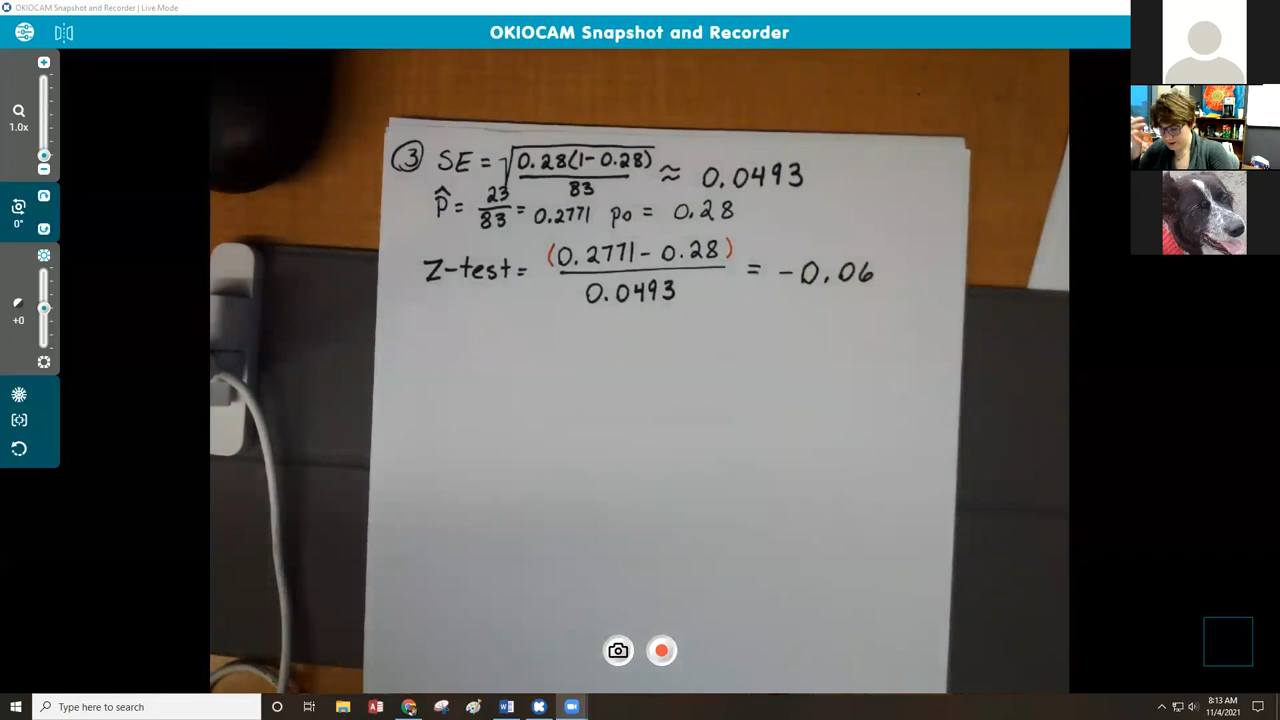 OKIOCAM Snapshot and Recorder | Live Mode
OKIOCAM Snapshot and Recorder
1.0x
0°
+0
3 SE = √(0.28(1-0.28)/83) ≈ 0.0493
p̂ = 23/83 = 0.2771 po = 0.28
Z-test = (0.2771 - 0.28)/0.0493 = -0.06
Type here to search
8:13 AM
11/4/2021